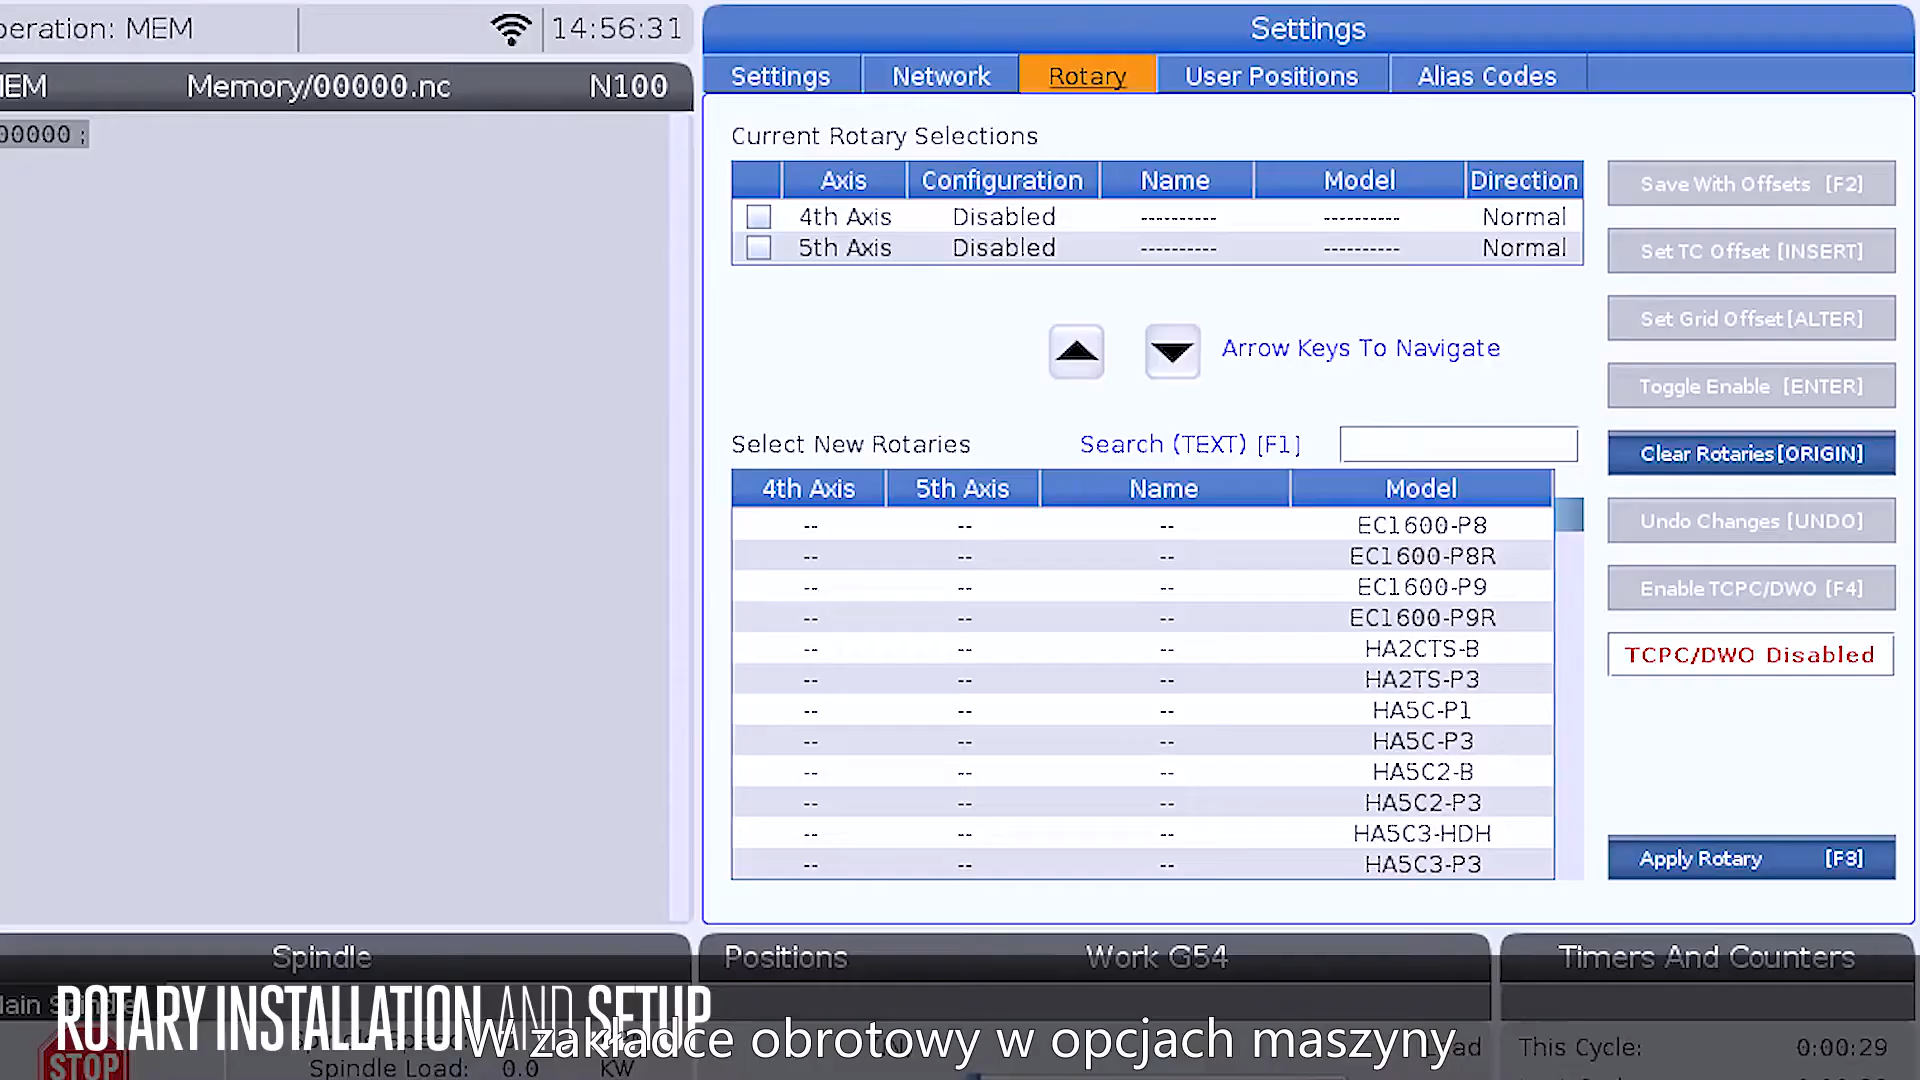 peration: MEM
14:56:31
MEM Memory/00000.nc N100
00000 ;
Settings
Settings Network Rotary User Positions Alias Codes
Current Rotary Selections
Axis Configuration Name Model Direction
4th Axis Disabled ---------- ---------- Normal
5th Axis Disabled ---------- ---------- Normal
Arrow Keys To Navigate
Select New Rotaries Search (TEXT) [F1]
4th Axis 5th Axis Name Model
-- -- -- EC1600-P8
-- -- -- EC1600-P8R
-- -- -- EC1600-P9
-- -- -- EC1600-P9R
-- -- -- HA2CTS-B
-- -- -- HA2TS-P3
-- -- -- HA5C-P1
-- -- -- HA5C-P3
-- -- -- HA5C2-B
-- -- -- HA5C2-P3
-- -- -- HA5C3-HDH
-- -- -- HA5C3-P3
Save With Offsets [F2]
Set TC Offset [INSERT]
Set Grid Offset [ALTER]
Toggle Enable [ENTER]
Clear Rotaries [ORIGIN]
Undo Changes [UNDO]
Enable TCPC/DWO [F4]
TCPC/DWO Disabled
Apply Rotary [F3]
Spindle
STOP
Spindle Load: 0.0 KW
Positions Work G54
Timers And Counters
This Cycle: 0:00:29
ROTARY INSTALLATION AND SETUP
W zakładce obrotowy w opcjach maszyny